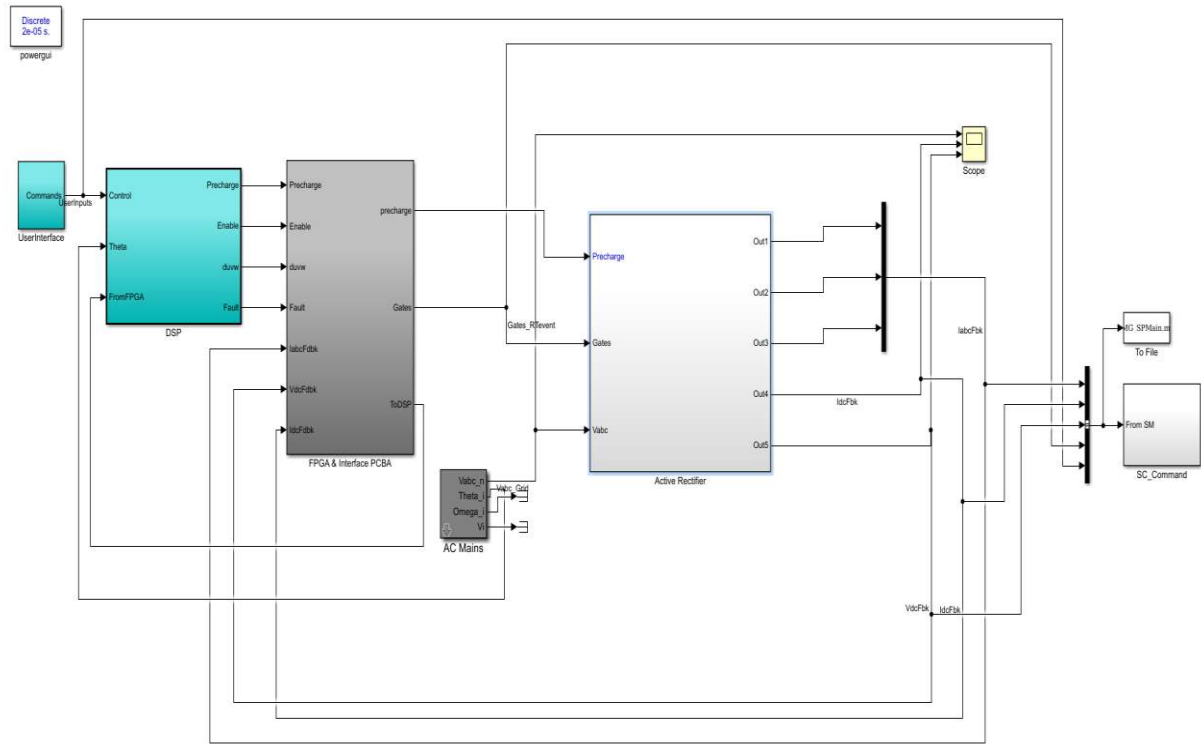 Discrete
2e-05 s.
powergui
Commands
UserInputs
UserInterface
Control
Theta
FromFPGA
Precharge
Enable
duvw
Fault
DSP
Precharge
Enable
duvw
Fault
IabcFdbk
VdcFdbk
IdcFdbk
precharge
Gates
ToDSP
FPGA & Interface PCBA
Gates_RTevent
Vabc_n
Theta_i
Omega_i
Vi
Vabc_Grid
AC Mains
Precharge
Gates
Vabc
Out1
Out2
Out3
Out4
Out5
Active Rectifier
IdcFbk
Scope
IabcFbk
VdcFbk
IdcFbk
To File
From SM
SC_Command